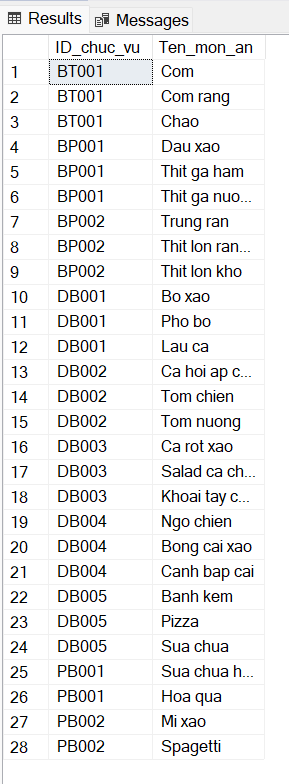 Results Messages
ID_chuc_vu Ten_mon_an
1 BT001 Com
2 BT001 Com rang
3 BT001 Chao
4 BP001 Dau xao
5 BP001 Thit ga ham
6 BP001 Thit ga nuo...
7 BP002 Trung ran
8 BP002 Thit lon ran...
9 BP002 Thit lon kho
10 DB001 Bo xao
11 DB001 Pho bo
12 DB001 Lau ca
13 DB002 Ca hoi ap c...
14 DB002 Tom chien
15 DB002 Tom nuong
16 DB003 Ca rot xao
17 DB003 Salad ca ch...
18 DB003 Khoai tay c...
19 DB004 Ngo chien
20 DB004 Bong cai xao
21 DB004 Canh bap cai
22 DB005 Banh kem
23 DB005 Pizza
24 DB005 Sua chua
25 PB001 Sua chua h...
26 PB001 Hoa qua
27 PB002 Mi xao
28 PB002 Spagetti